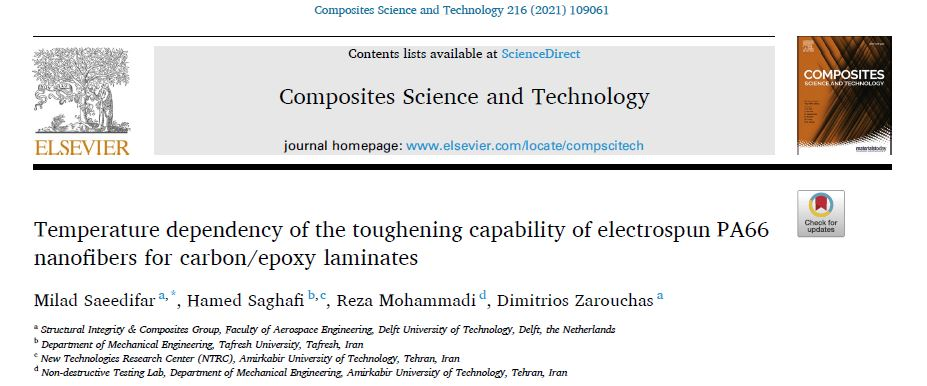 Composites Science and Technology 216 (2021) 109061
Contents lists available at ScienceDirect
Composites Science and Technology
journal homepage: www.elsevier.com/locate/compscitech
ELSEVIER
COMPOSITES
SCIENCE AND TECHNOLOGY
materialstoday
Check for
updates
Temperature dependency of the toughening capability of electrospun PA66
nanofibers for carbon/epoxy laminates
Milad Saeedifar a,*, Hamed Saghafi b,c, Reza Mohammadi d, Dimitrios Zarouchas a
a Structural Integrity & Composites Group, Faculty of Aerospace Engineering, Delft University of Technology, Delft, the Netherlands
b Department of Mechanical Engineering, Tafresh University, Tafresh, Iran
c New Technologies Research Center (NTRC), Amirkabir University of Technology, Tehran, Iran
d Non-destructive Testing Lab, Department of Mechanical Engineering, Amirkabir University of Technology, Tehran, Iran